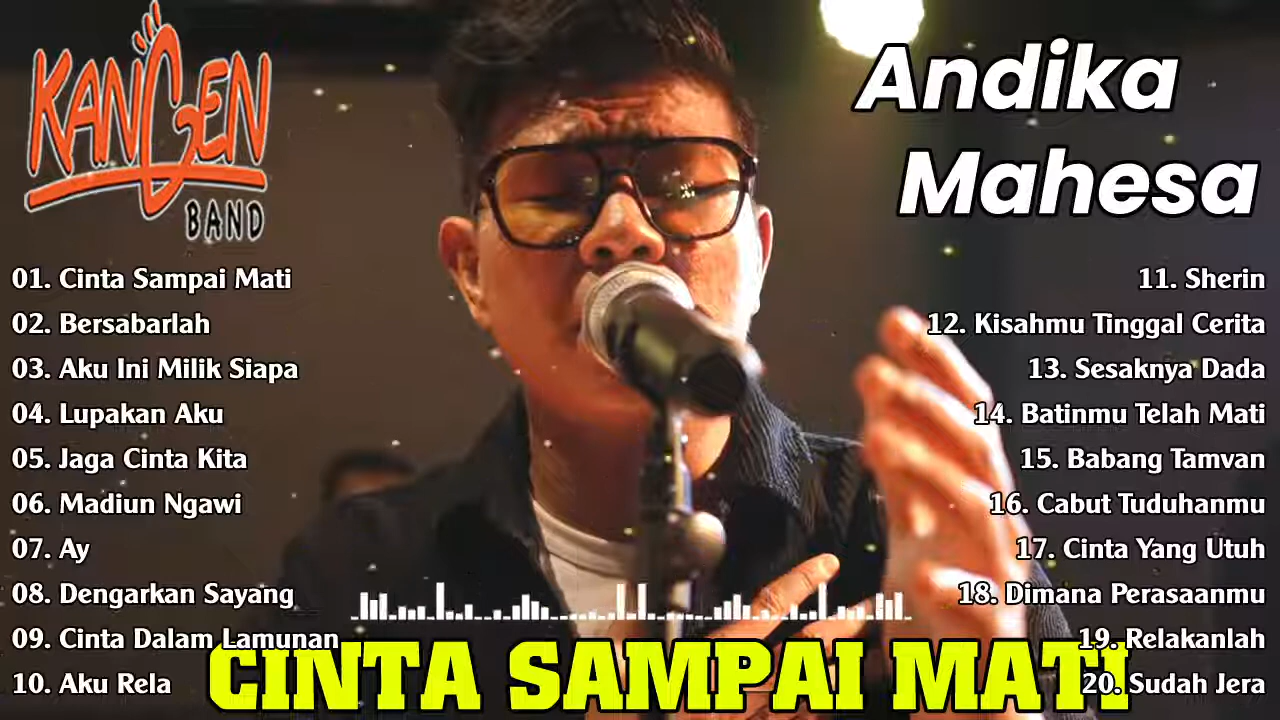 KANGEN
BAND
Andika
Mahesa
01. Cinta Sampai Mati
02. Bersabarlah
03. Aku Ini Milik Siapa
04. Lupakan Aku
05. Jaga Cinta Kita
06. Madiun Ngawi
07. Ay
08. Dengarkan Sayang
09. Cinta Dalam Lamunan
10. Aku Rela
11. Sherin
12. Kisahmu Tinggal Cerita
13. Sesaknya Dada
14. Batinmu Telah Mati
15. Babang Tamvan
16. Cabut Tuduhanmu
17. Cinta Yang Utuh
18. Dimana Perasaanmu
19. Relakanlah
20. Sudah Jera
CINTA SAMPAI MATI